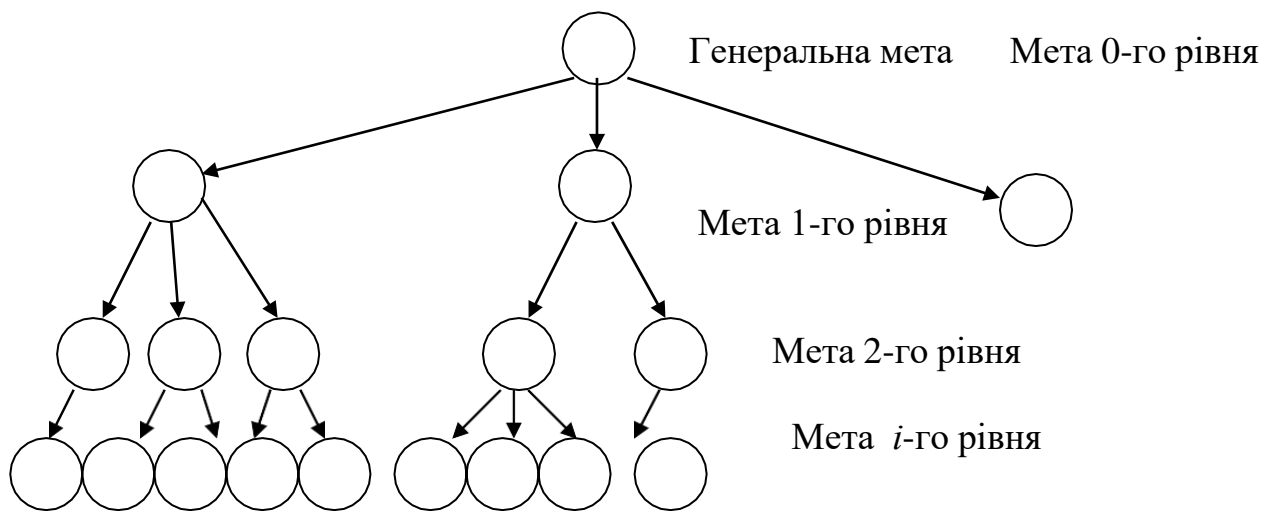 Генеральна мета Мета 0-го рівня
Мета 1-го рівня
Мета 2-го рівня
Мета i-го рівня